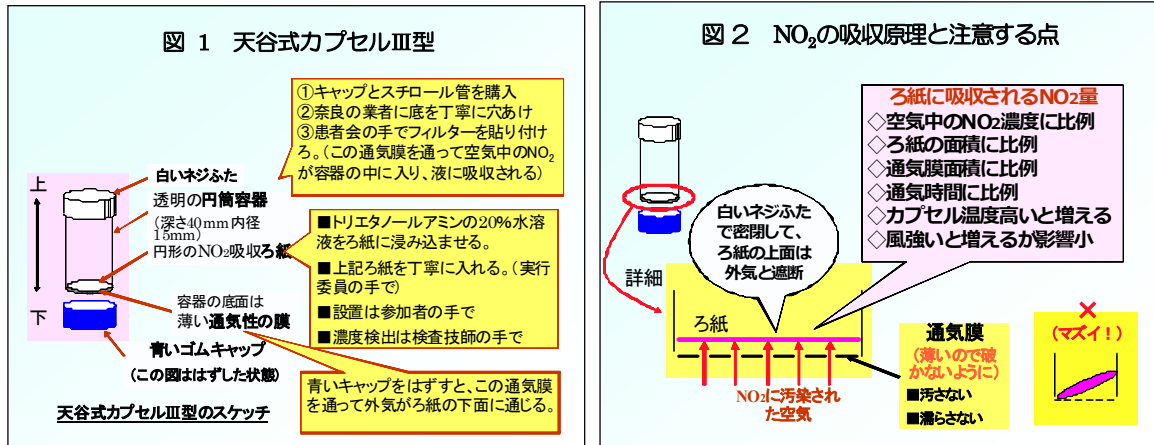 図 1 天谷式カプセルⅢ型
①キャップとスチロール管を購入
②奈良の業者に底を丁寧に穴あけ
③患者会の手でフィルターを貼り付け
ろ。(この通気膜を通って空気中のNO2
が容器の中に入り、液に吸収される)
上
下
白いネジふた
透明の円筒容器
(深さ40mm内径
15mm)
円形のNO2吸収ろ紙
容器の底面は
薄い通気性の膜
青いゴムキャップ
(この図ははずした状態)
天谷式カプセルⅢ型のスケッチ
■トリエタノールアミンの20%水溶
液をろ紙に浸み込ませる。
■上記ろ紙を丁寧に入れる。(実行
委員の手で)
■設置は参加者の手で
■濃度検出は検査技師の手で
青いキャップをはずすと、この通気膜
を通って外気がろ紙の下面に通じる。
図 2 NO2の吸収原理と注意する点
ろ紙に吸収されるNO2量
◇空気中のNO2濃度に比例
◇ろ紙の面積に比例
◇通気膜面積に比例
◇通気時間に比例
◇カプセル温度高いと増える
◇風強いと増えるが影響小
白いネジふた
で密閉して、
ろ紙の上面は
外気と遮断
詳細
ろ紙
NO2に汚染され
た空気
通気膜
(薄いので破
かないように)
■汚さない
■濡らさない
×
(マズイ!)